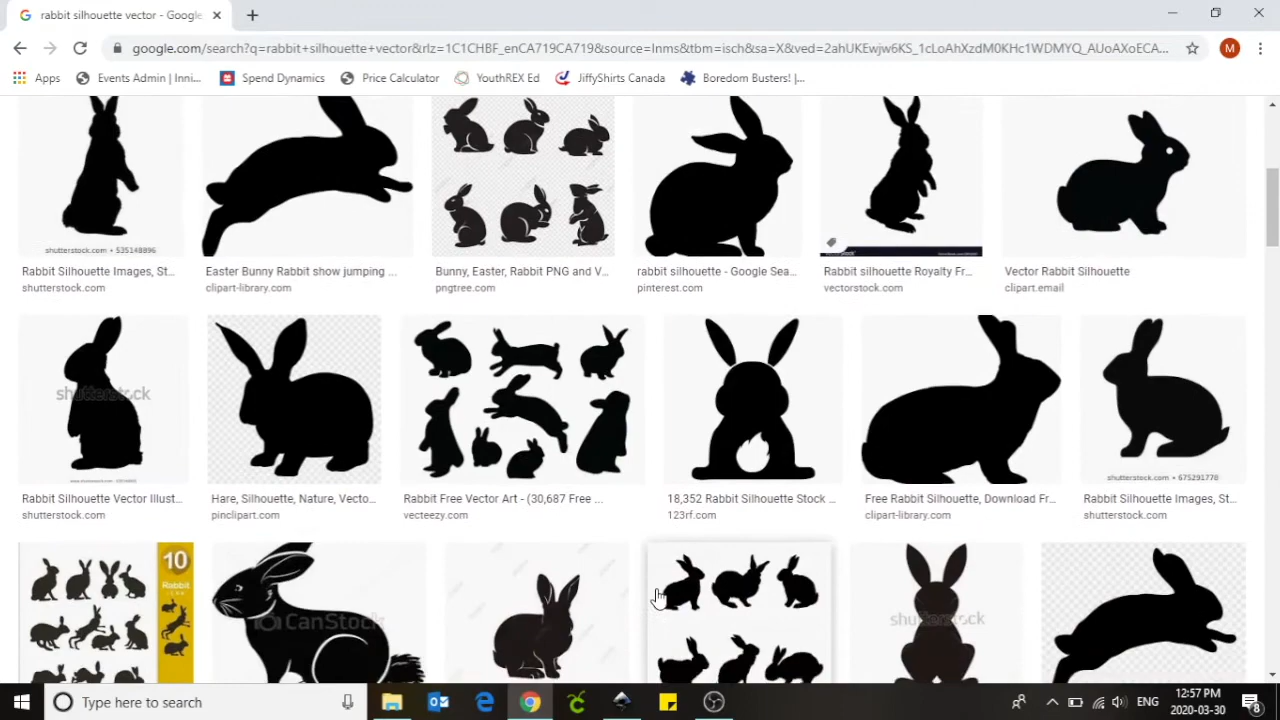 rabbit silhouette vector - Google
google.com/search?q=rabbit+silhouette+vector&rlz=1C1CHBF_enCA719CA719&source=lnms&tbm=isch&sa=X&ved=2ahUKEwjw6KS_1cLoAhXzdM0KHc1WDMYQ_AUoAXoECA...
M
Apps
Events Admin | Inni...
Spend Dynamics
Price Calculator
YouthREX Ed
JiffyShirts Canada
Boredom Busters! |...
shutterstock.com • 535148896
Rabbit Silhouette Images, St...
shutterstock.com
Easter Bunny Rabbit show jumping ...
clipart-library.com
Bunny, Easter, Rabbit PNG and V...
pngtree.com
rabbit silhouette - Google Sea...
pinterest.com
Rabbit silhouette Royalty Fr...
vectorstock.com
Vector Rabbit Silhouette
clipart.email
shutterstock
Rabbit Silhouette Vector Illust...
shutterstock.com
Hare, Silhouette, Nature, Vecto...
pinclipart.com
Rabbit Free Vector Art - (30,687 Free ...
vecteezy.com
18,352 Rabbit Silhouette Stock ...
123rf.com
Free Rabbit Silhouette, Download Fr...
clipart-library.com
shutterstock.com • 675291770
Rabbit Silhouette Images, St...
shutterstock.com
10
Rabbit
CanStock
shutterstock
Type here to search
ENG
12:57 PM
2020-03-30
8